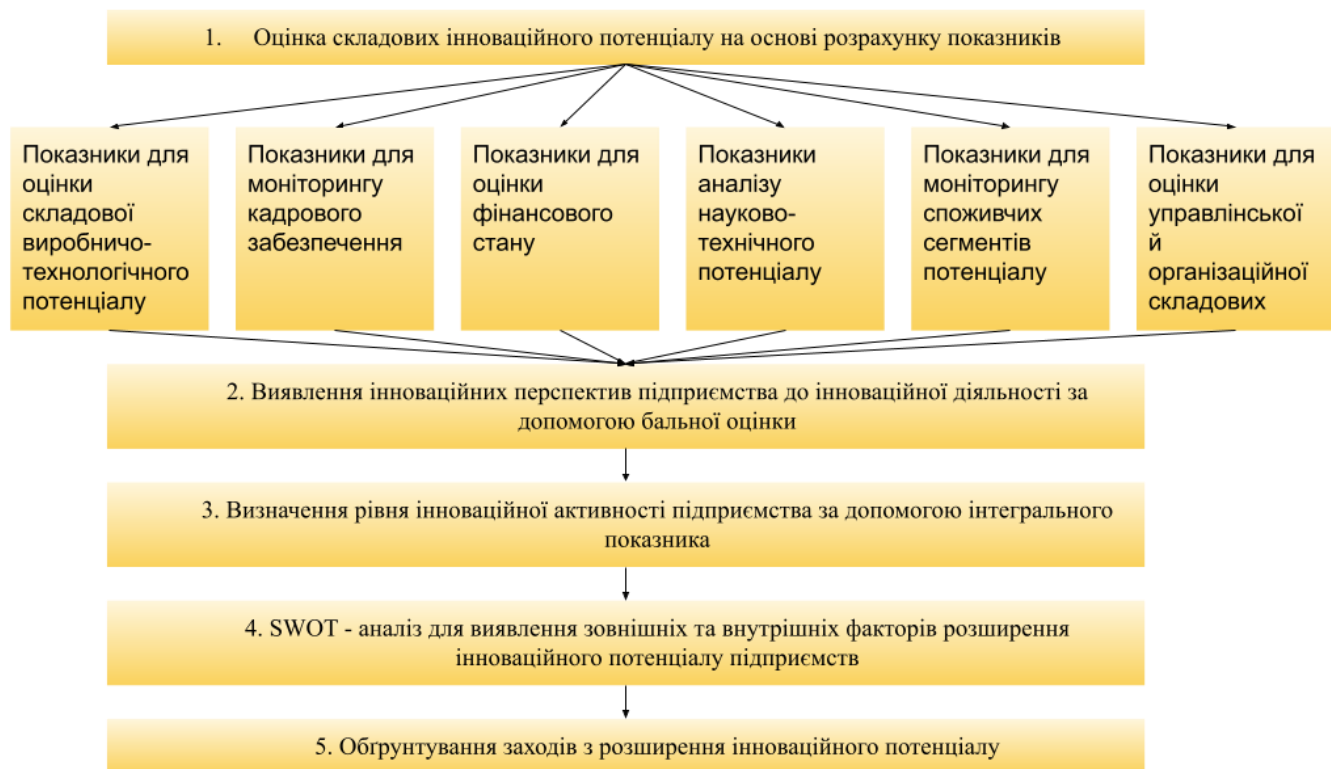 1. Оцінка складових інноваційного потенціалу на основі розрахунку показників
Показники для
оцінки
складової
виробничо-
технологічного
потенціалу
Показники для
моніторингу
кадрового
забезпечення
Показники для
оцінки
фінансового
стану
Показники
аналізу
науково-
технічного
потенціалу
Показники для
моніторингу
споживчих
сегментів
потенціалу
Показники для
оцінки
управлінської
й
організаційної
складових
2. Виявлення інноваційних перспектив підприємства до інноваційної діяльності за
допомогою бальної оцінки
3. Визначення рівня інноваційної активності підприємства за допомогою інтегрального
показника
4. SWOT - аналіз для виявлення зовнішніх та внутрішніх факторів розширення
інноваційного потенціалу підприємств
5. Обґрунтування заходів з розширення інноваційного потенціалу